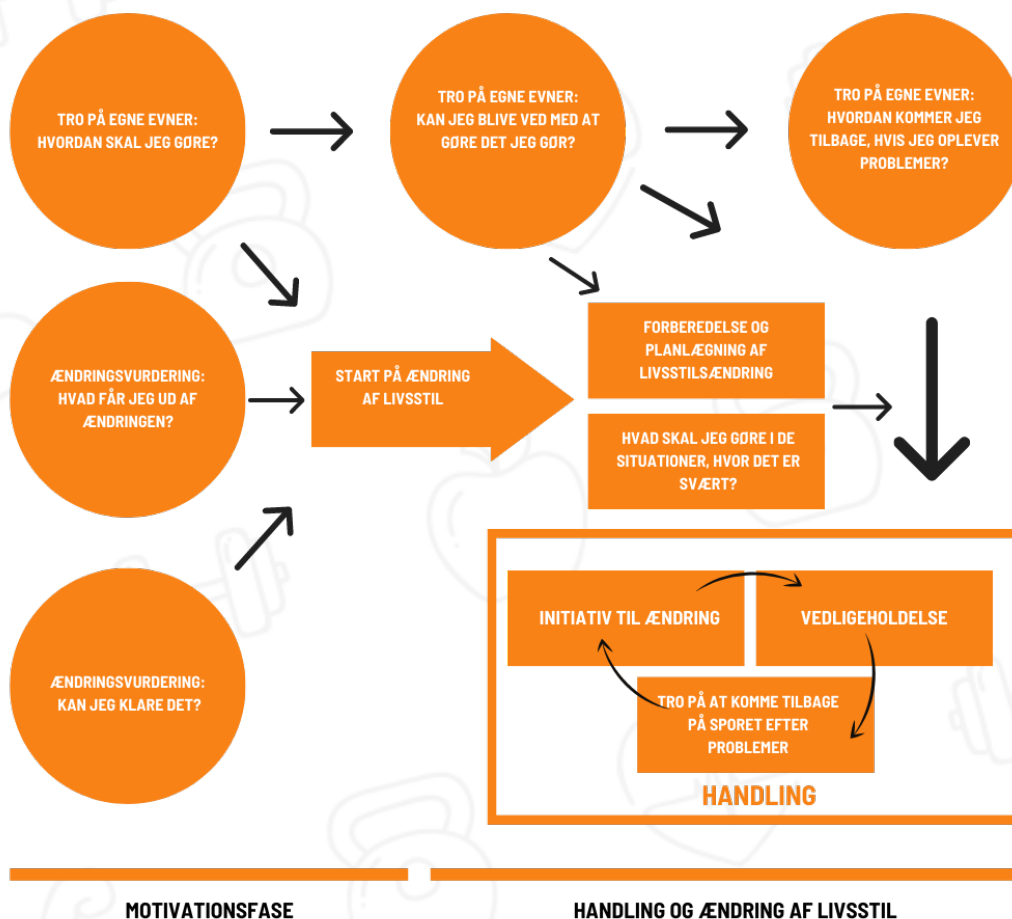 TRO PÅ EGNE EVNER:
HVORDAN SKAL JEG GØRE?
TRO PÅ EGNE EVNER:
KAN JEG BLIVE VED MED AT
GØRE DET JEG GØR?
TRO PÅ EGNE EVNER:
HVORDAN KOMMER JEG
TILBAGE, HVIS JEG OPLEVER
PROBLEMER?
ÆNDRINGSVURDERING:
HVAD FÅR JEG UD AF
ÆNDRINGEN?
START PÅ ÆNDRING
AF LIVSSTIL
FORBEREDELSE OG
PLANLÆGNING AF
LIVSSTILSÆNDRING
HVAD SKAL JEG GØRE I DE
SITUATIONER, HVOR DET ER
SVÆRT?
ÆNDRINGSVURDERING:
KAN JEG KLARE DET?
INITIATIV TIL ÆNDRING
VEDLIGEHOLDELSE
TRO PÅ AT KOMME TILBAGE
PÅ SPORET EFTER
PROBLEMER
HANDLING
MOTIVATIONSFASE
HANDLING OG ÆNDRING AF LIVSSTIL